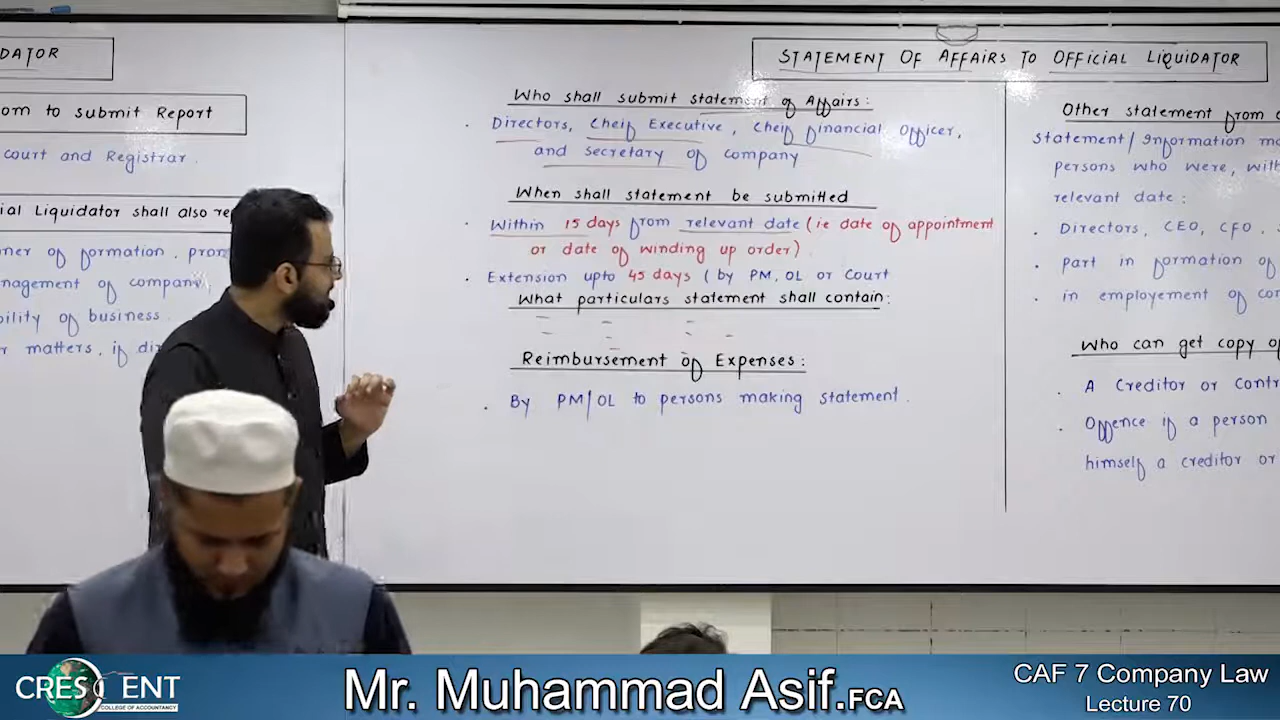 DATOR
om to submit Report
court and Registrar.
ial Liquidator shall also re
ner of formation, prom
nagement of company,
bility of business.
r matters, if di
STATEMENT OF AFFAIRS TO OFFICIAL LIQUIDATOR
Who shall submit statement of Affairs:
. Directors, Cheif Executive, Cheif financial Officer,
and secretary of company
When shall statement be submitted
. Within 15 days from relevant date (ie date of appointment
or date of winding up order)
. Extension upto 45 days (by PM, OL or Court
What particulars statement shall contain:
Reimbursement of Expenses:
. By PM/OL to persons making statement.
Other statement from o
statement/Information ma
persons who were, with
relevant date:
. Directors, CEO, CFO,
. part in formation of
. in employement of co
Who can get copy of
. A Creditor or Contr
. Offence if a person
himself a creditor or
CRESCENT
COLLEGE OF ACCOUNTANCY
Mr. Muhammad Asif.FCA
CAF 7 Company Law
Lecture 70